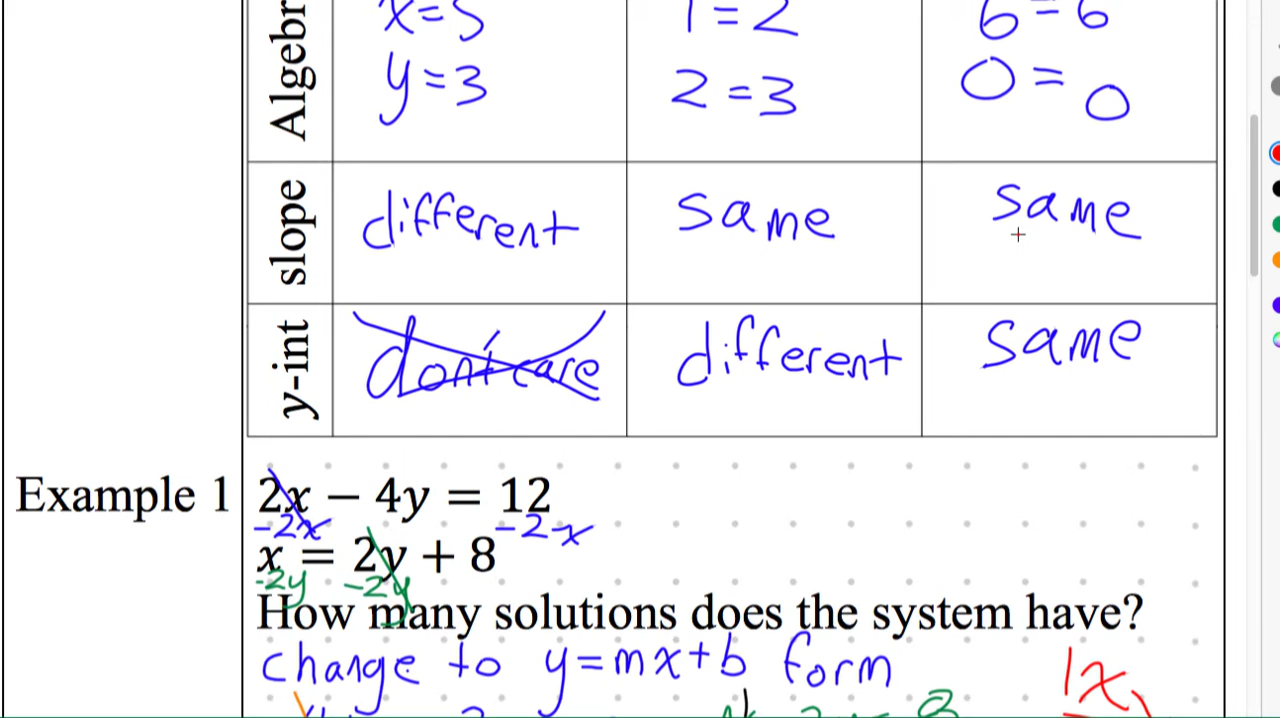 Algebr
x=5 1=2 6=6
y=3 2=3 0=0
slope different same same
y-int don't care different same
Example 1 2x − 4y = 12
-2x -2x
x = 2y + 8
-2y -2y
How many solutions does the system have?
change to y=mx+b form
1x